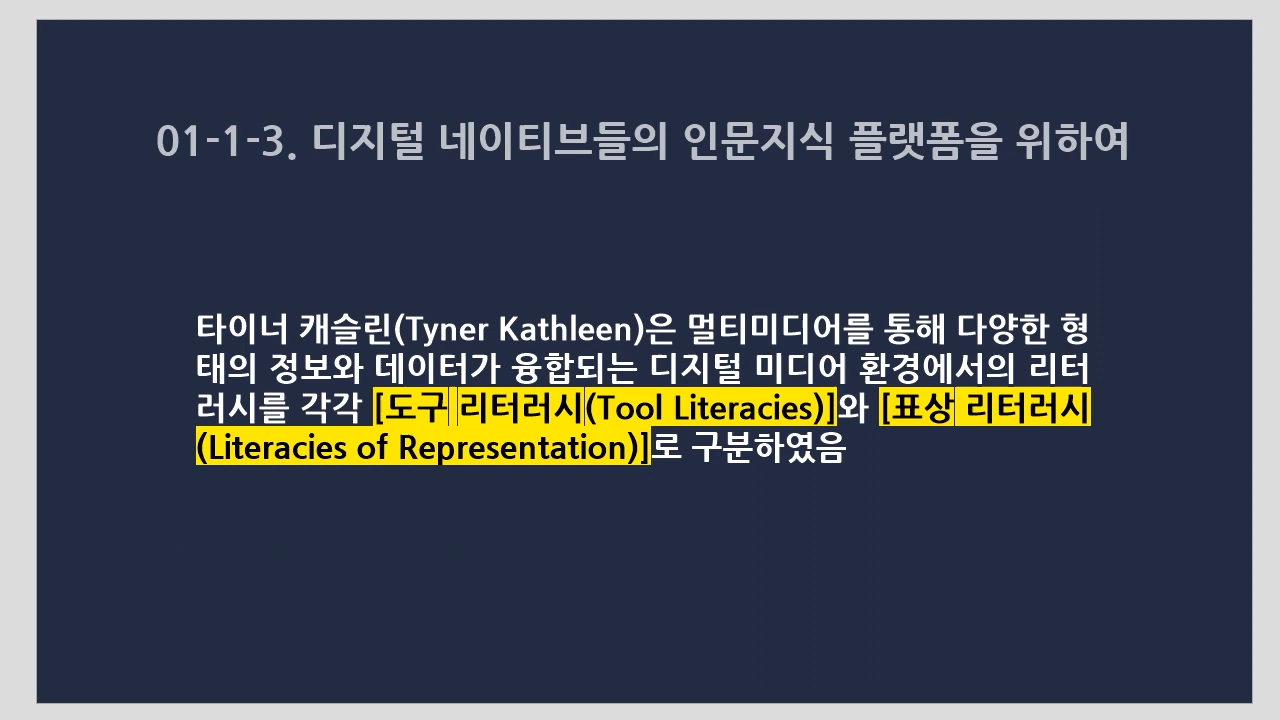 01-1-3. 디지털 네이티브들의 인문지식 플랫폼을 위하여
타이너 캐슬린(Tyner Kathleen)은 멀티미디어를 통해 다양한 형
태의 정보와 데이터가 융합되는 디지털 미디어 환경에서의 리터
러시를 각각 [도구 리터러시(Tool Literacies)]와 [표상 리터러시
(Literacies of Representation)]로 구분하였음